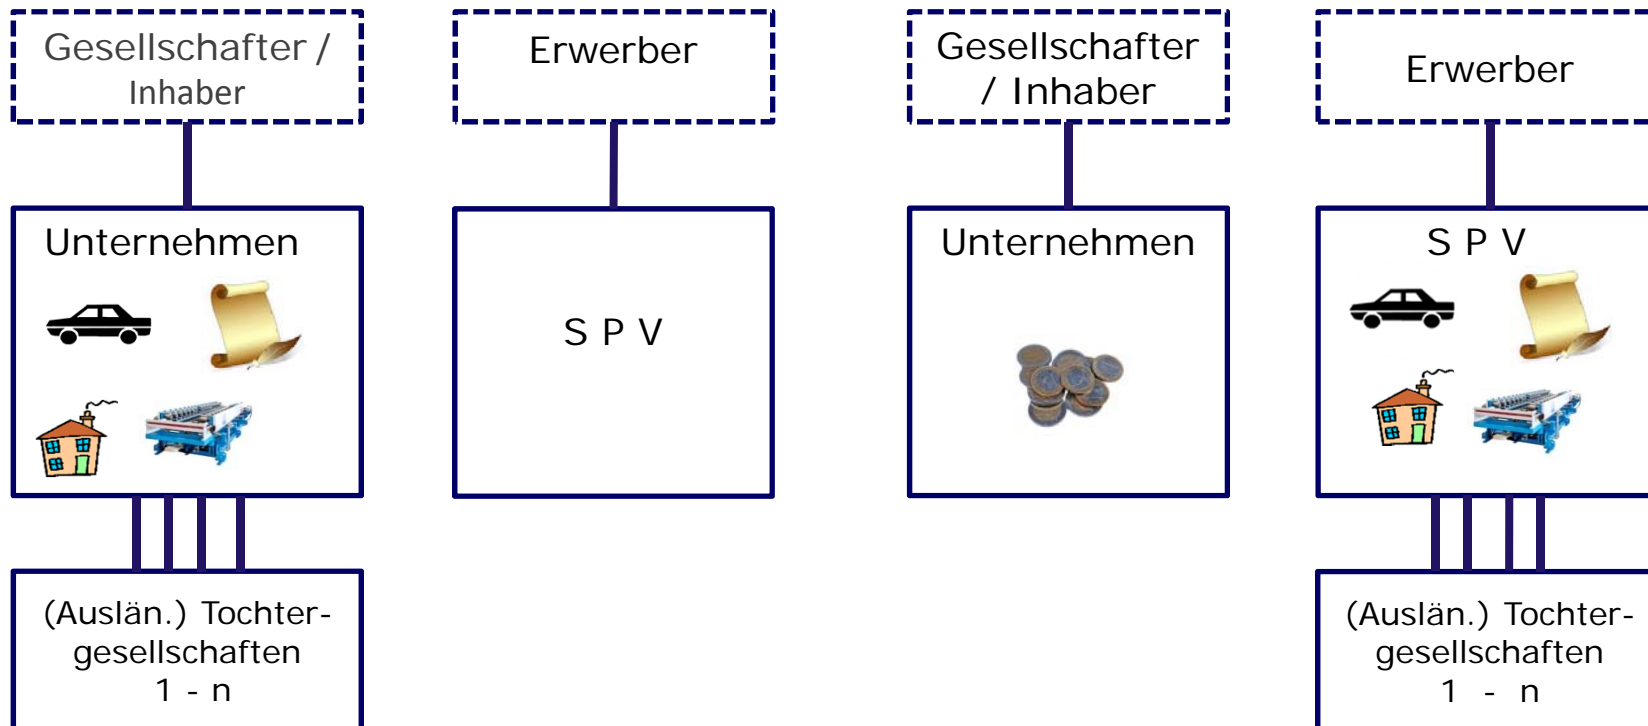 Gesellschafter /
Inhaber
Erwerber
Gesellschafter
/ Inhaber
Erwerber
Unternehmen
S P V
Unternehmen
S P V
(Auslän.) Tochter-
gesellschaften
1 - n
(Auslän.) Tochter-
gesellschaften
1 - n